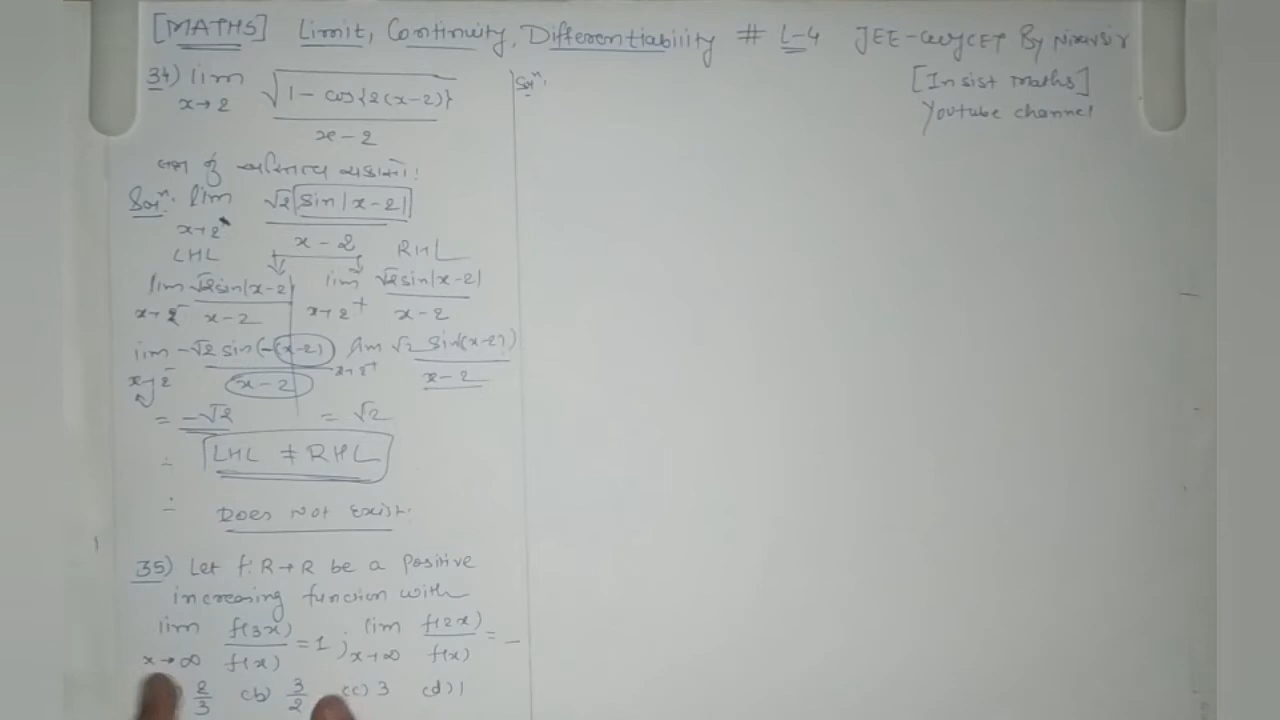 [MATHS] Limit, Continuity, Differentiability # L-4 JEE-GUJCET By Niravsir
[Insist maths]
Youtube channel
34) lim x→2 √(1 - cos{2(x-2)}) / x-2
Solⁿ. lim x→2 √2 sin|x-2| / x-2
LHL RHL
lim x→2⁻ √2 sin|x-2| / x-2 lim x→2⁺ √2 sin|x-2| / x-2
lim x→2⁻ -√2 sin(-(x-2)) / x-2 lim x→2⁺ √2 sin(x-2) / x-2
= -√2 = √2
∴ LHL ≠ RHL
∴ Does Not exist.
35) Let f: R→R be a positive
increasing function with
lim x→∞ f(3x)/f(x) = 1 ; lim x→∞ f(2x)/f(x) = _
2/3 (b) 3/2 (c) 3 (d) 1
Solⁿ.